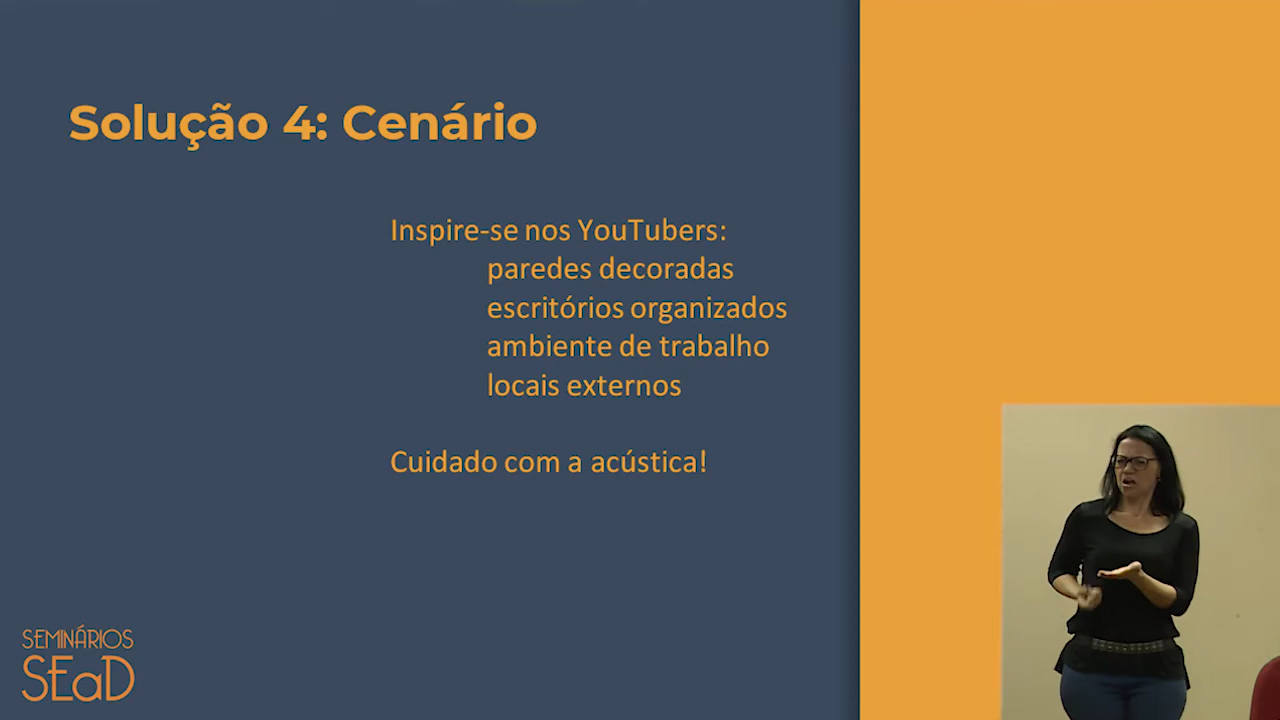 Solução 4: Cenário
Inspire-se nos YouTubers:
paredes decoradas
escritórios organizados
ambiente de trabalho
locais externos
Cuidado com a acústica!
SEMINÁRIOS
SEaD